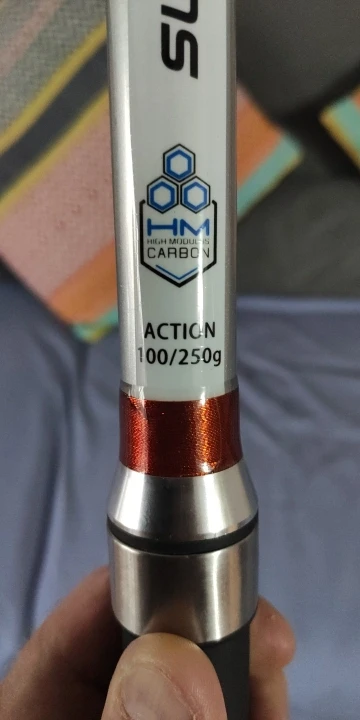 HM
HIGH MODULUS
CARBON
ACTION
100/250g